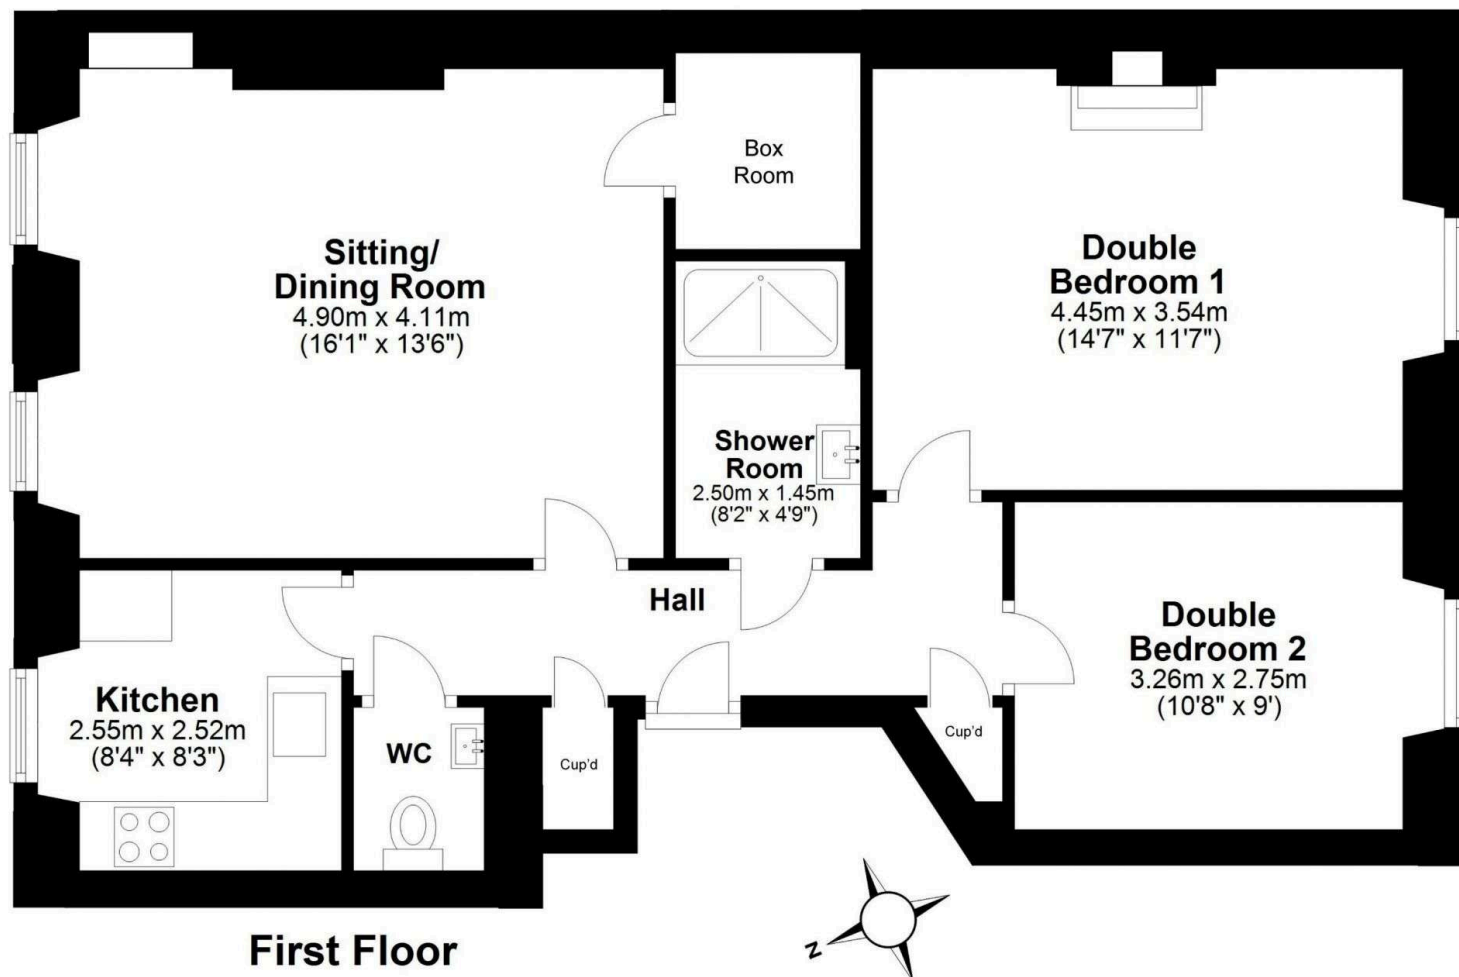 Sitting/
Dining Room
4.90m x 4.11m
(16'1" x 13'6")
Box
Room
Double
Bedroom 1
4.45m x 3.54m
(14'7" x 11'7")
Shower
Room
2.50m x 1.45m
(8'2" x 4'9")
Hall
Double
Bedroom 2
3.26m x 2.75m
(10'8" x 9')
Kitchen
2.55m x 2.52m
(8'4" x 8'3")
WC
Cup'd
Cup'd
First Floor
N